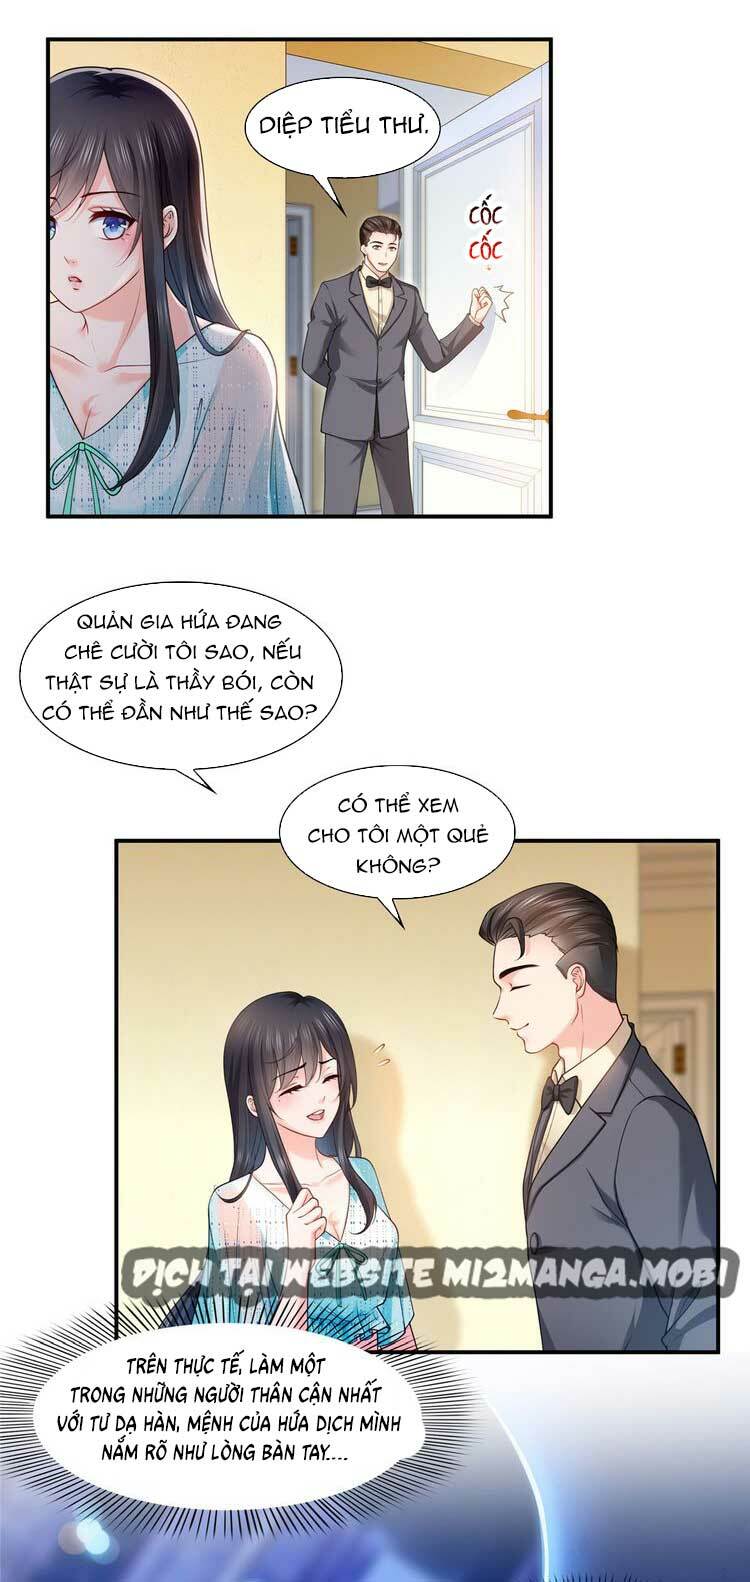 DIỆP TIỂU THƯ.
CỐC
CỐC
QUẢN GIA HỨA ĐANG
CHÊ CƯỜI TÔI SAO, NẾU
THẬT SỰ LÀ THẦY BÓI, CÒN
CÓ THỂ ĐẦN NHƯ THẾ SAO?
CÓ THỂ XEM
CHO TÔI MỘT QUẺ
KHÔNG?
DỊCH TẠI WEBSITE MI2MANGA.MOBI
TRÊN THỰC TẾ, LÀM MỘT
TRONG NHỮNG NGƯỜI THÂN CẬN NHẤT
VỚI TƯ DẠ HÀN, MỆNH CỦA HỨA DỊCH MÌNH
NẮM RÕ NHƯ LÒNG BÀN TAY....